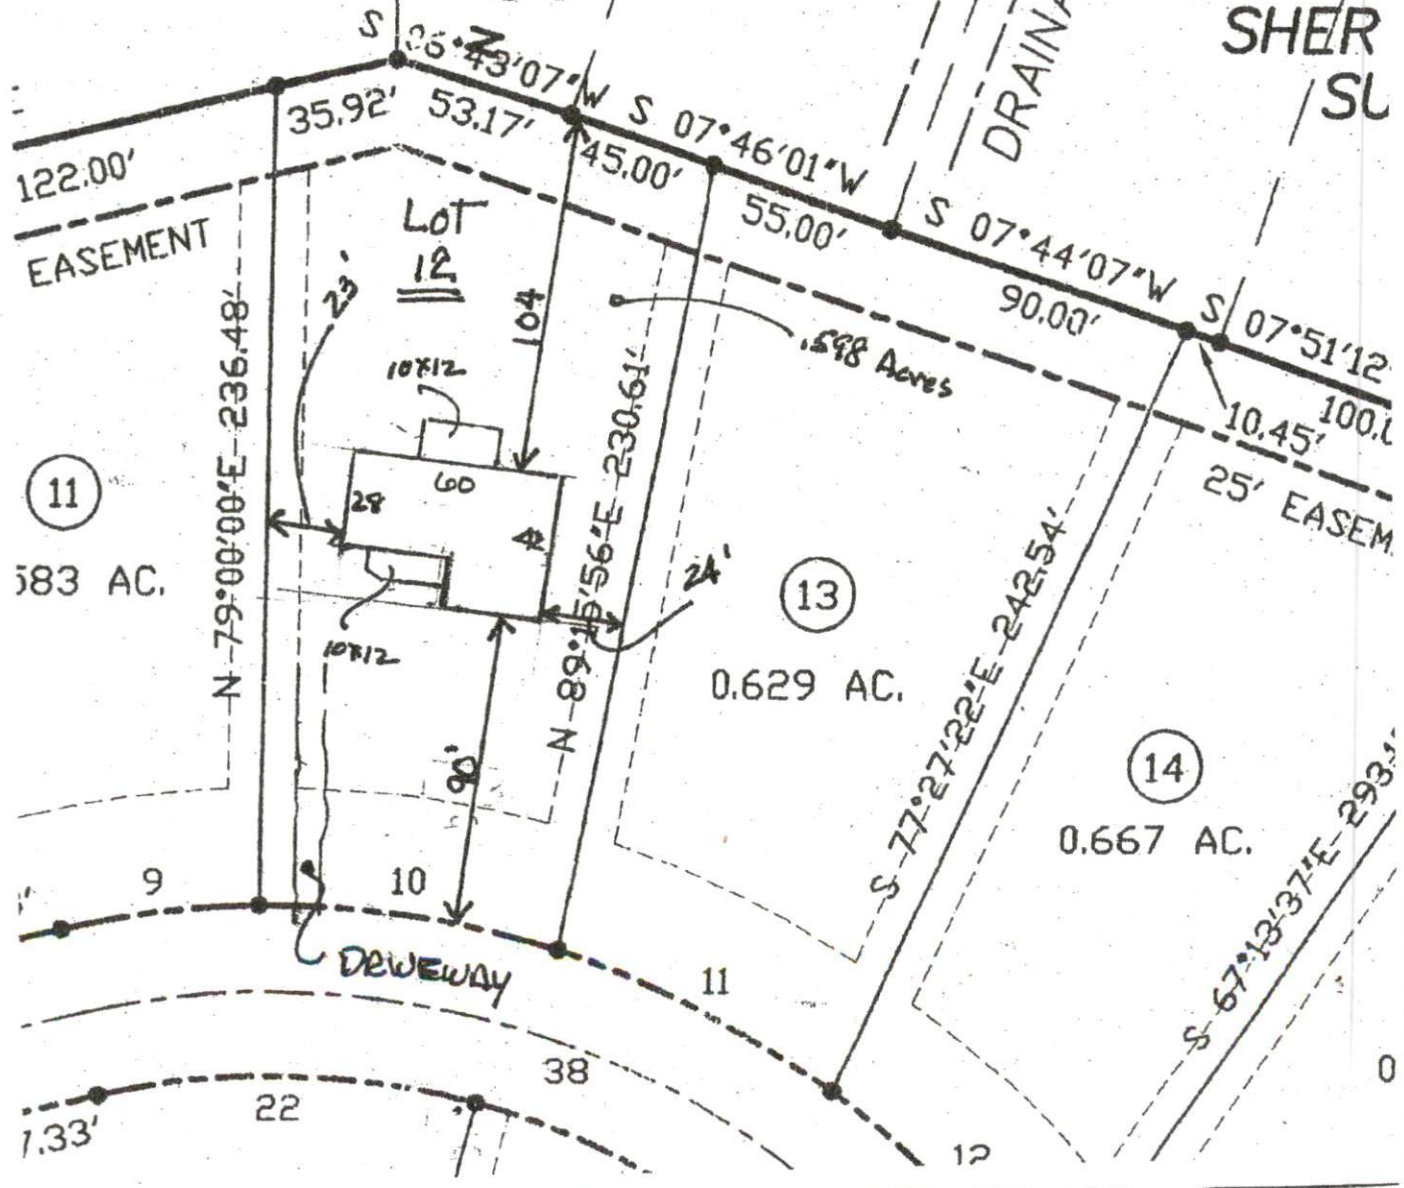 SHER
SU
DRAINA
S 06°43'07"W
Z
35.92'
53.17'
122.00'
S 07°46'01"W
45.00'
55.00'
S 07°44'07"W
90.00'
S 07°51'12
10.45'
100.
EASEMENT
25' EASEM
LOT
12
23'
104
10X12
.598 Acres
60
28
42
24'
10X12
90'
N 79°00'00"E 236.48'
N 89°15'56"E 230.61'
11
583 AC.
13
0.629 AC.
S 77°27'22"E 242.54'
14
0.667 AC.
S 67°13'37"E 293.
9
10
11
12
DRIVEWAY
38
22
7.33'
0